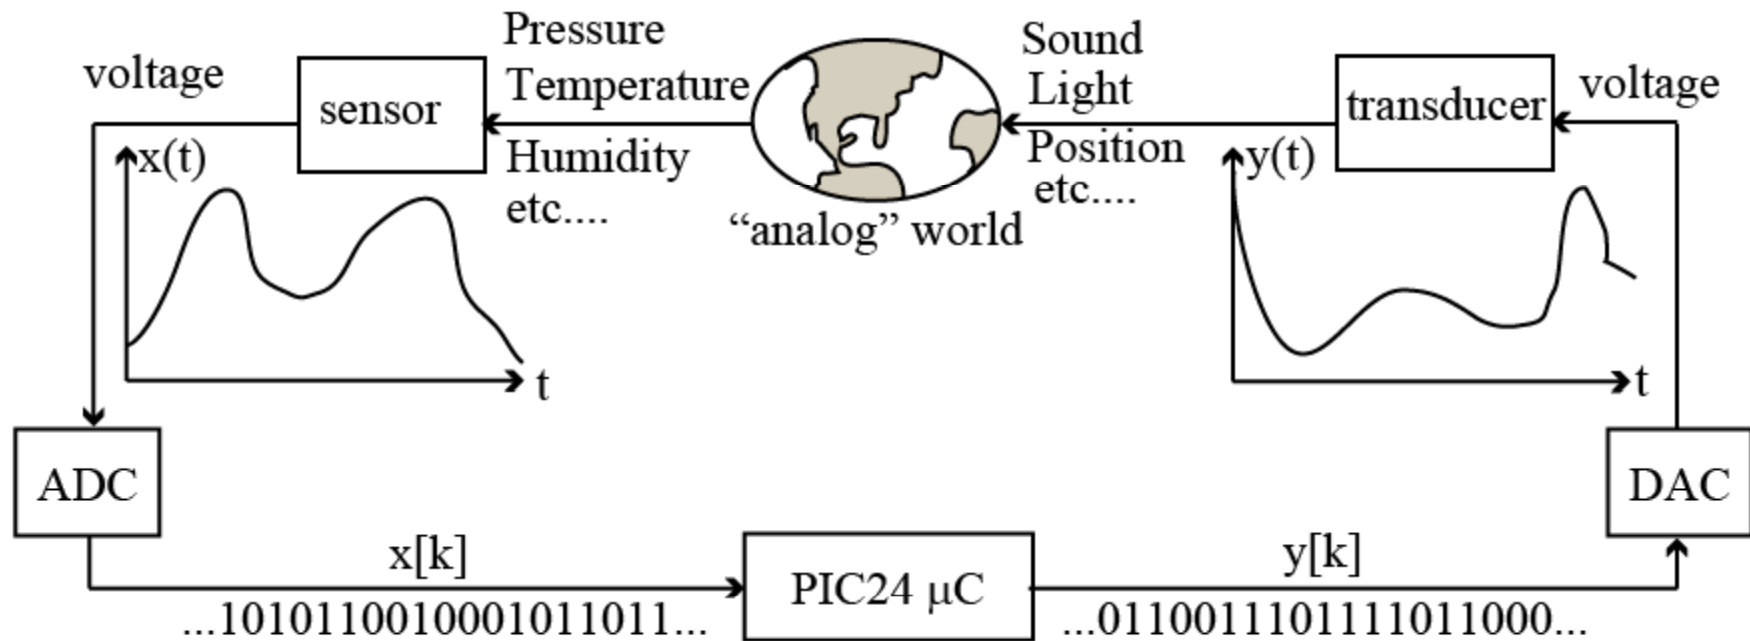 voltage
sensor
Pressure
Temperature
Humidity
etc....
“analog” world
Sound
Light
Position
etc....
transducer
voltage
x(t)
t
y(t)
t
ADC
x[k]
...1010110010001011011...
PIC24 μC
y[k]
...0110011101111011000...
DAC